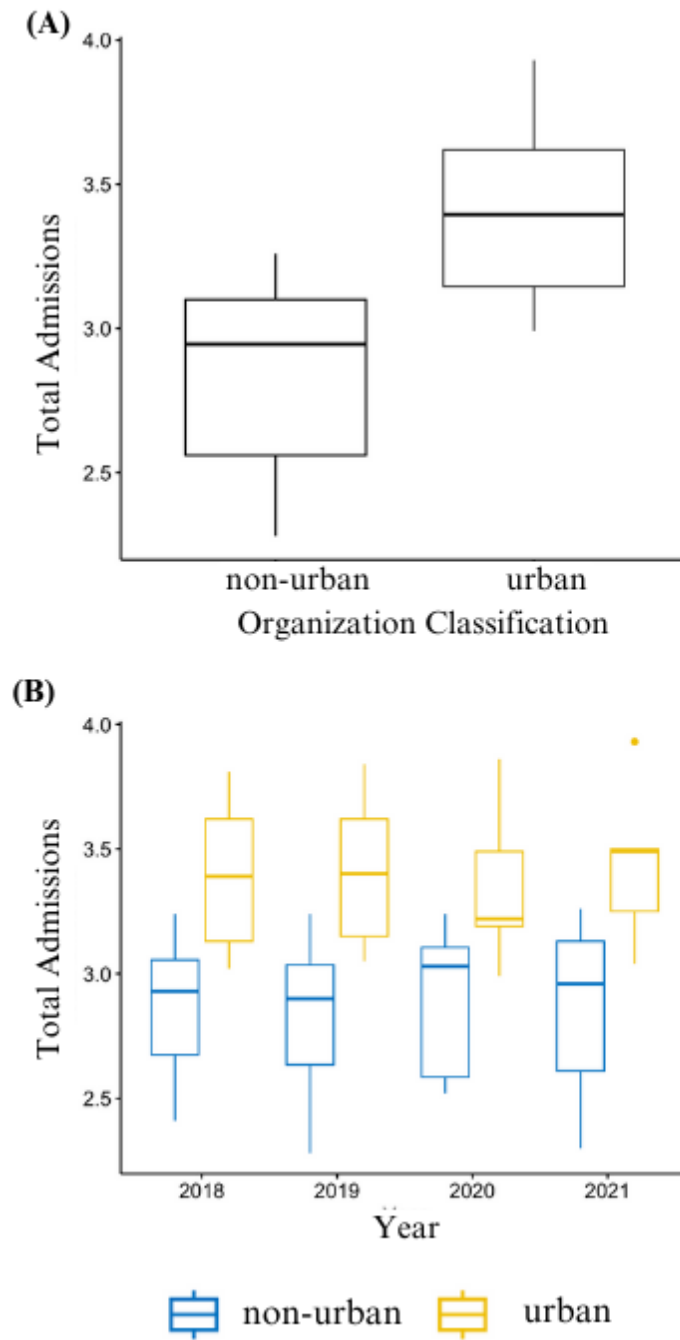 (A)
4.0
3.5
3.0
2.5
Total Admissions
non-urban urban
Organization Classification
(B)
4.0
3.5
3.0
2.5
Total Admissions
2018 2019 2020 2021
Year
non-urban urban